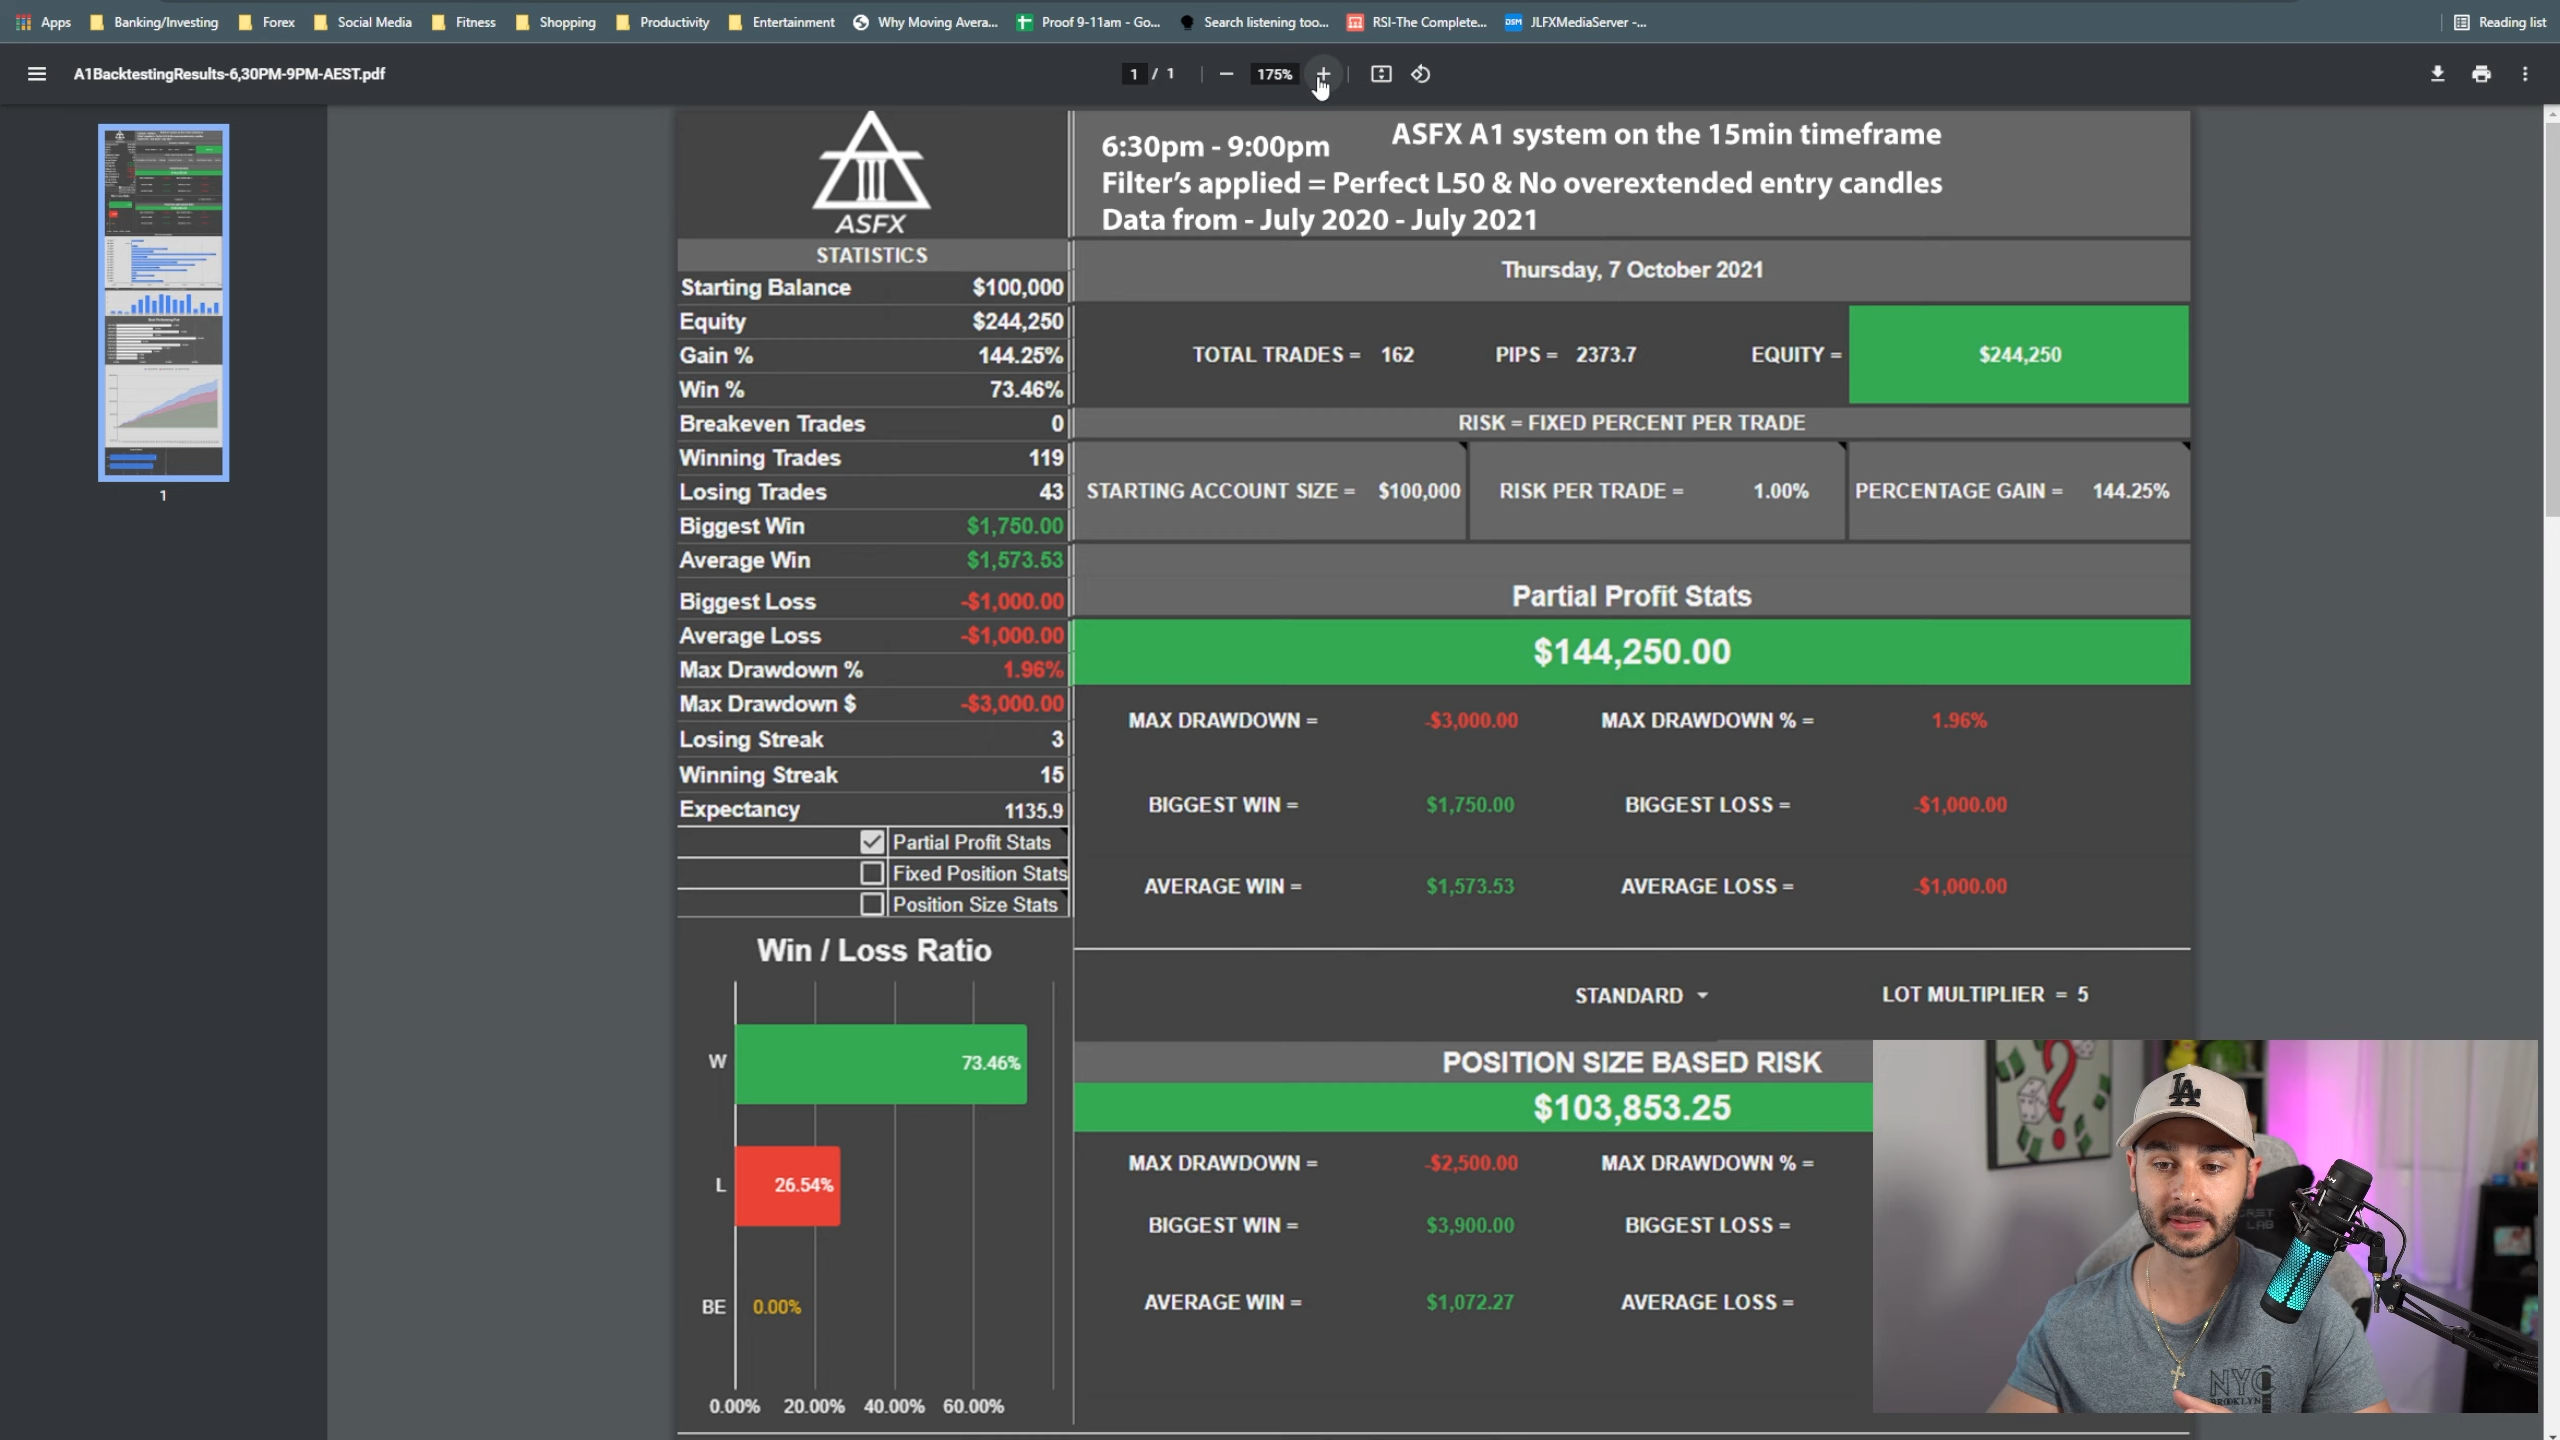 Apps Banking/Investing Forex Social Media Fitness Shopping Productivity Entertainment Why Moving Avera... Proof 9-11am - Go... Search listening too... RSI-The Complete... DSM JLFXMediaServer -... Reading list
A1BacktestingResults-6,30PM-9PM-AEST.pdf 1 / 1 175%
1
ASFX
6:30pm - 9:00pm ASFX A1 system on the 15min timeframe
Filter's applied = Perfect L50 & No overextended entry candles
Data from - July 2020 - July 2021
STATISTICS
Starting Balance $100,000
Equity $244,250
Gain % 144.25%
Win % 73.46%
Breakeven Trades 0
Winning Trades 119
Losing Trades 43
Biggest Win $1,750.00
Average Win $1,573.53
Biggest Loss -$1,000.00
Average Loss -$1,000.00
Max Drawdown % 1.96%
Max Drawdown $ -$3,000.00
Losing Streak 3
Winning Streak 15
Expectancy 1135.9
Partial Profit Stats
Fixed Position Stats
Position Size Stats
Win / Loss Ratio
W 73.46%
L 26.54%
BE 0.00%
0.00% 20.00% 40.00% 60.00%
Thursday, 7 October 2021
TOTAL TRADES = 162 PIPS = 2373.7 EQUITY = $244,250
RISK = FIXED PERCENT PER TRADE
STARTING ACCOUNT SIZE = $100,000 RISK PER TRADE = 1.00% PERCENTAGE GAIN = 144.25%
Partial Profit Stats
$144,250.00
MAX DRAWDOWN = -$3,000.00 MAX DRAWDOWN % = 1.96%
BIGGEST WIN = $1,750.00 BIGGEST LOSS = -$1,000.00
AVERAGE WIN = $1,573.53 AVERAGE LOSS = -$1,000.00
STANDARD LOT MULTIPLIER = 5
POSITION SIZE BASED RISK
$103,853.25
MAX DRAWDOWN = -$2,500.00 MAX DRAWDOWN % =
BIGGEST WIN = $3,900.00 BIGGEST LOSS =
AVERAGE WIN = $1,072.27 AVERAGE LOSS =
LA
NYC
BROOKLYN